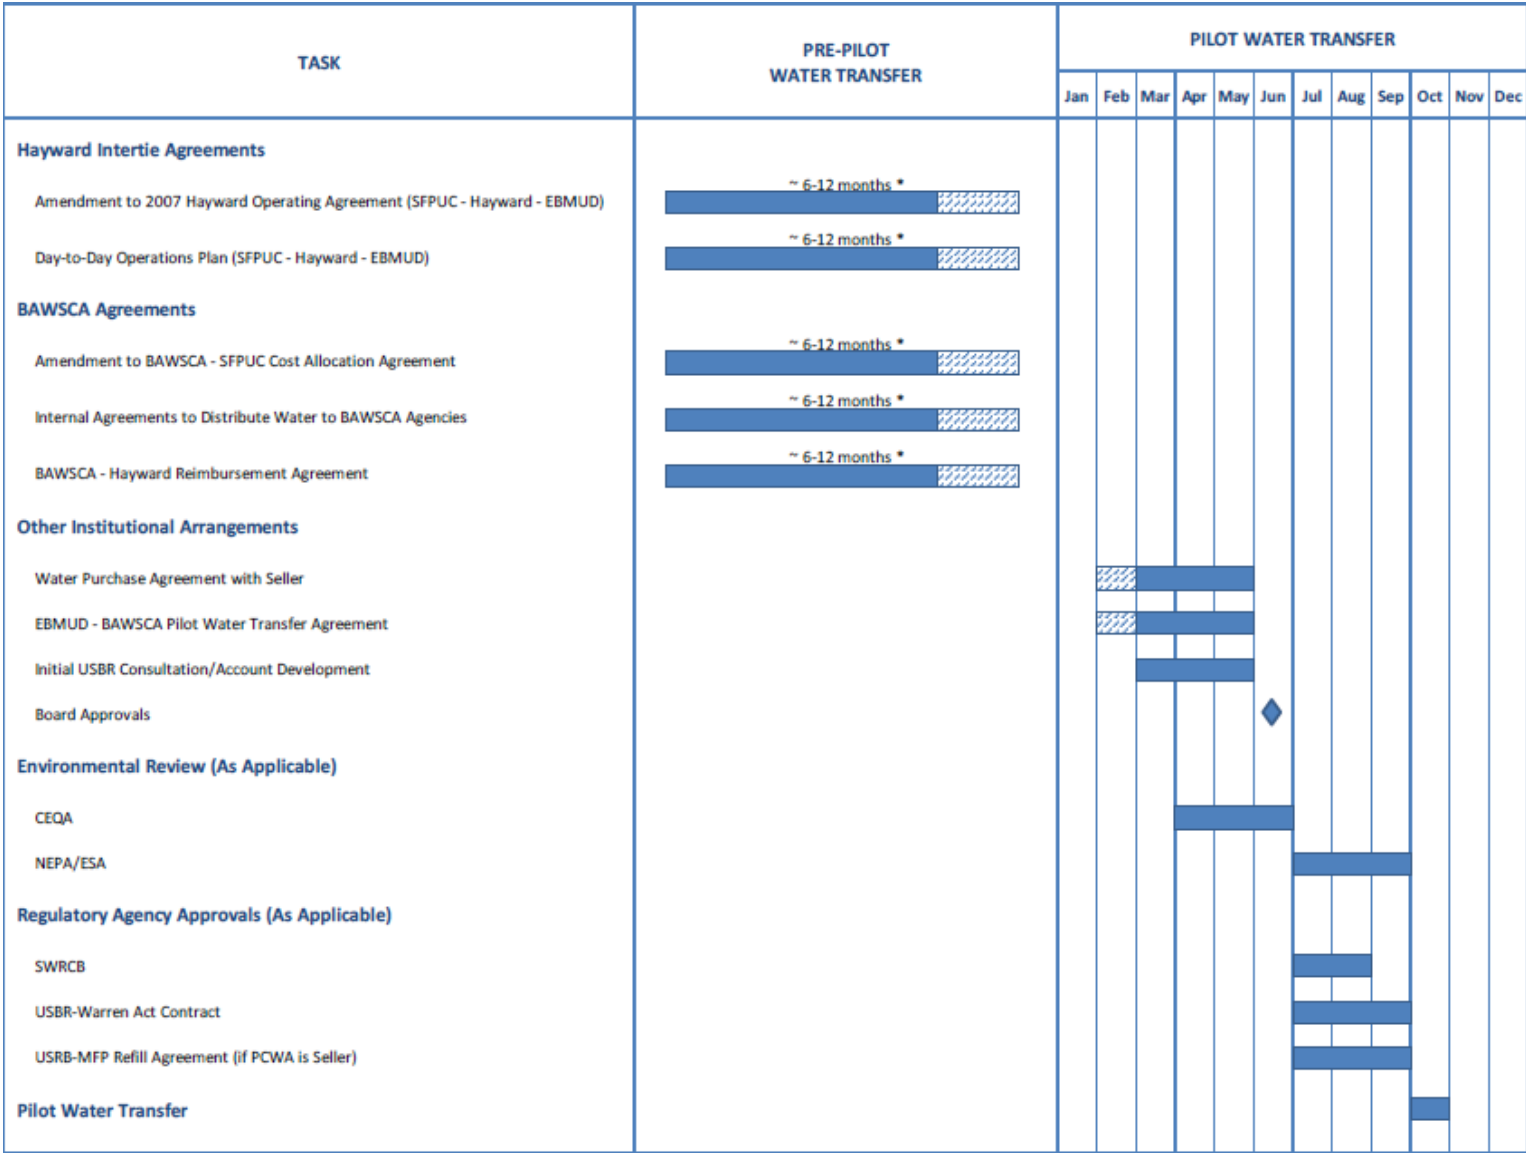 TASK
PRE-PILOT
WATER TRANSFER
PILOT WATER TRANSFER
Jan Feb Mar Apr May Jun Jul Aug Sep Oct Nov Dec
Hayward Intertie Agreements
Amendment to 2007 Hayward Operating Agreement (SFPUC - Hayward - EBMUD)
~ 6-12 months *
Day-to-Day Operations Plan (SFPUC - Hayward - EBMUD)
~ 6-12 months *
BAWSCA Agreements
Amendment to BAWSCA - SFPUC Cost Allocation Agreement
~ 6-12 months *
Internal Agreements to Distribute Water to BAWSCA Agencies
~ 6-12 months *
BAWSCA - Hayward Reimbursement Agreement
~ 6-12 months *
Other Institutional Arrangements
Water Purchase Agreement with Seller
EBMUD - BAWSCA Pilot Water Transfer Agreement
Initial USBR Consultation/Account Development
Board Approvals
Environmental Review (As Applicable)
CEQA
NEPA/ESA
Regulatory Agency Approvals (As Applicable)
SWRCB
USBR-Warren Act Contract
USRB-MFP Refill Agreement (if PCWA is Seller)
Pilot Water Transfer